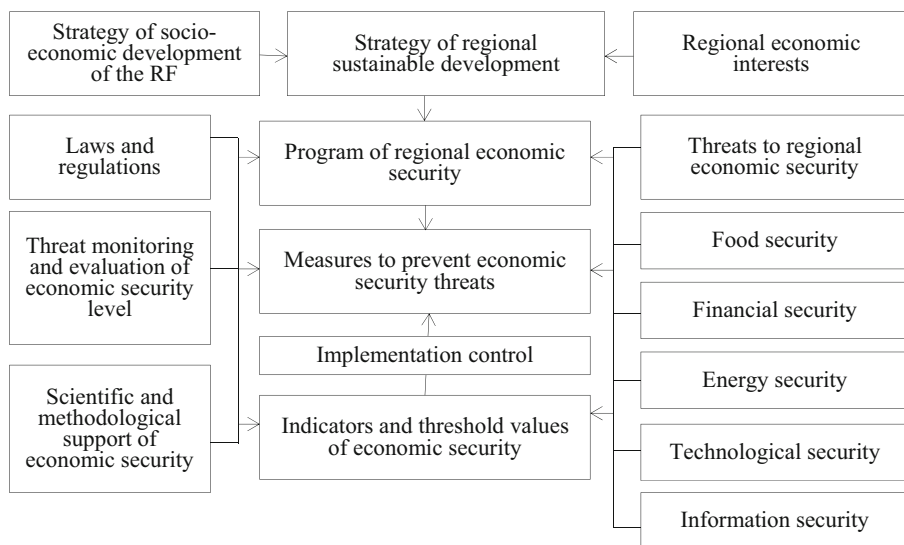 Strategy of socio-
economic development
of the RF
Strategy of regional
sustainable development
Regional economic
interests
Laws and
regulations
Program of regional economic
security
Threats to regional
economic security
Threat monitoring
and evaluation of
economic security
level
Measures to prevent economic
security threats
Food security
Financial security
Implementation control
Energy security
Scientific and
methodological
support of
economic security
Indicators and threshold values
of economic security
Technological security
Information security